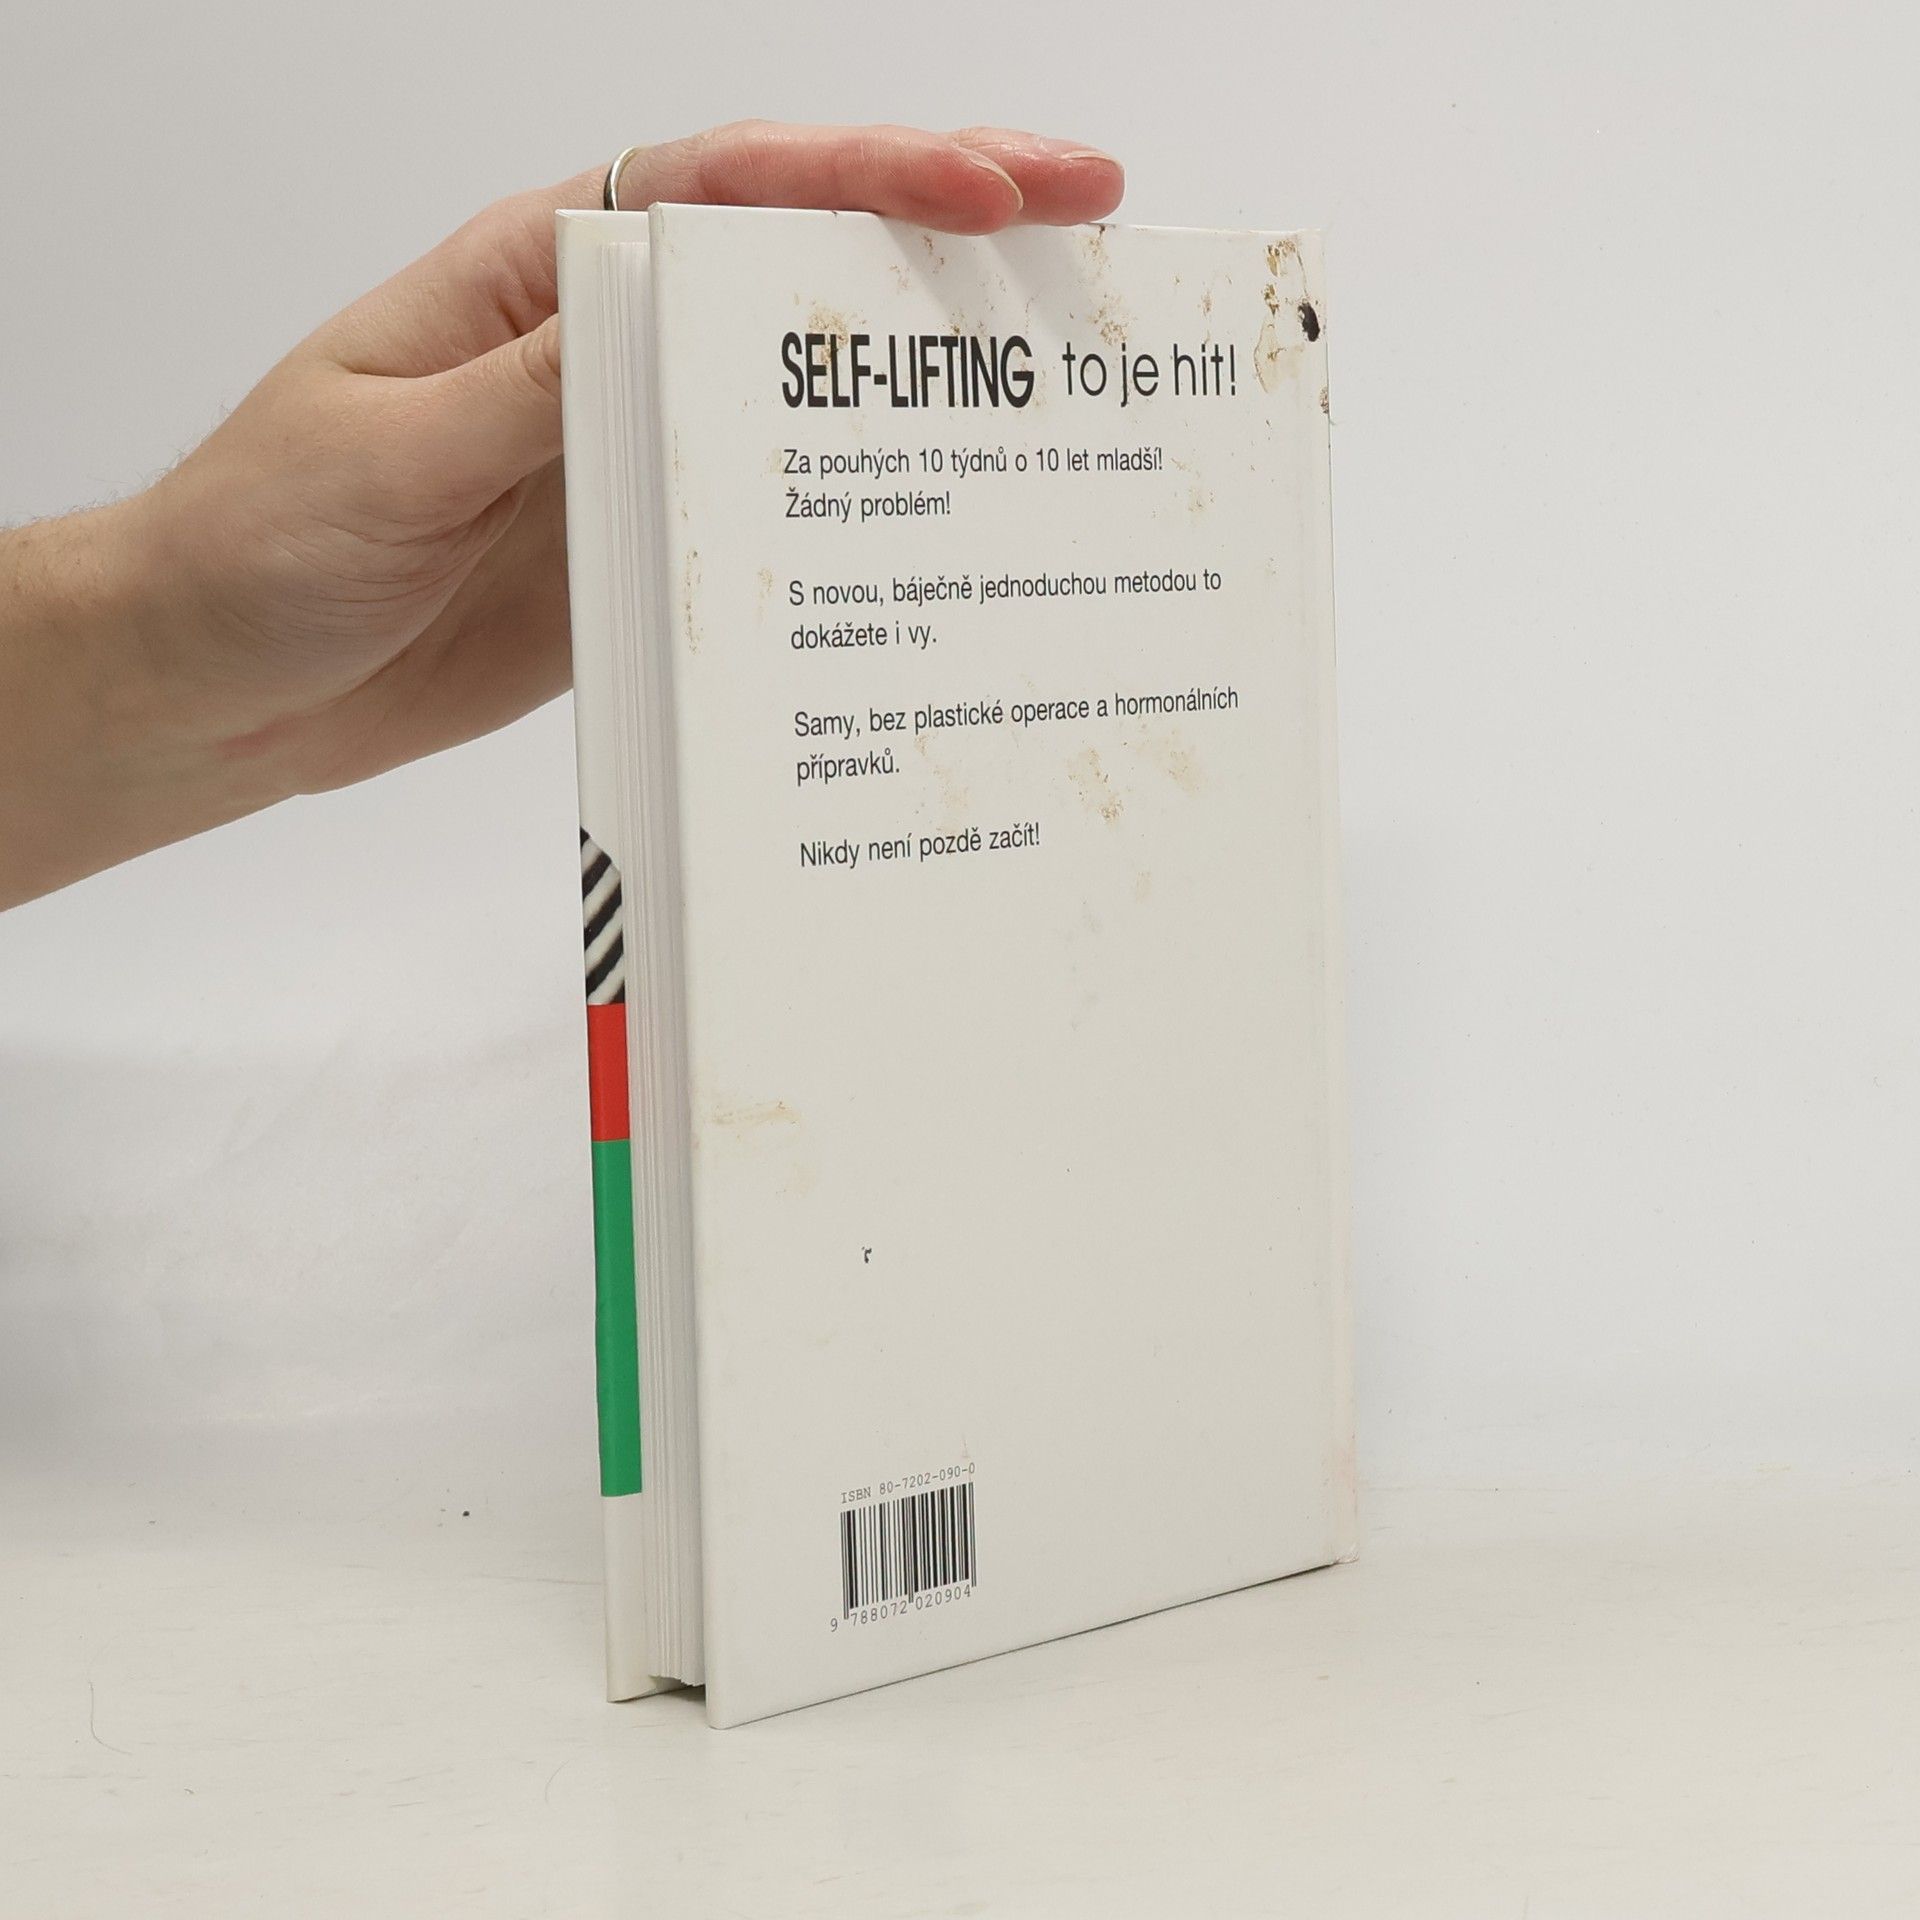 SELF-LIFTING to je hit!
Za pouhých 10 týdnů o 10 let mladší!
Žádný problém!
S novou, báječně jednoduchou metodou to
dokážete i vy.
Samy, bez plastické operace a hormonálních
přípravků.
Nikdy není pozdě začít!
ISBN 80-7202-090-0
9 788072 020904